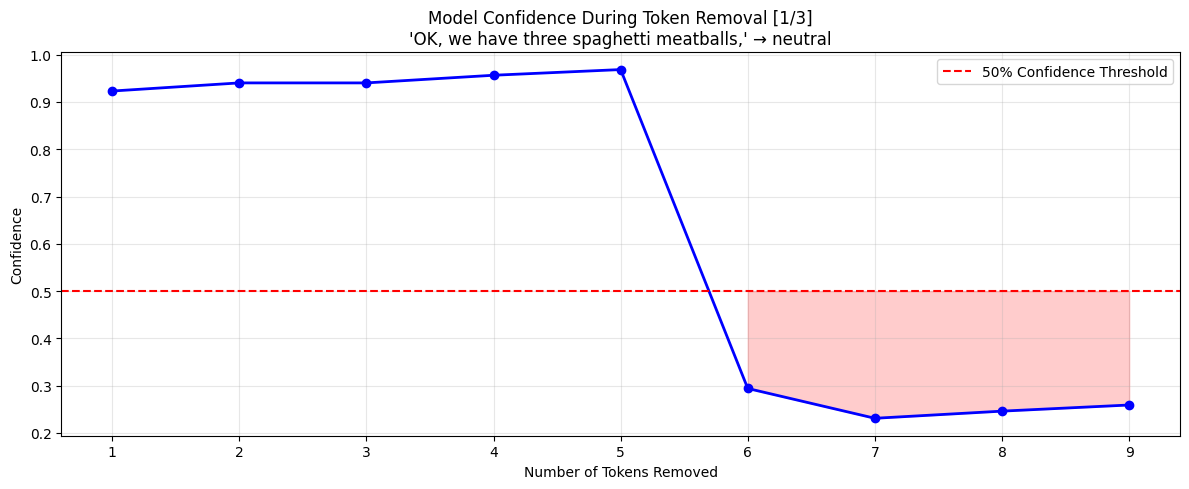 Model Confidence During Token Removal [1/3]
'OK, we have three spaghetti meatballs,' → neutral
50% Confidence Threshold
Confidence
1.0
0.9
0.8
0.7
0.6
0.5
0.4
0.3
0.2
1 2 3 4 5 6 7 8 9
Number of Tokens Removed